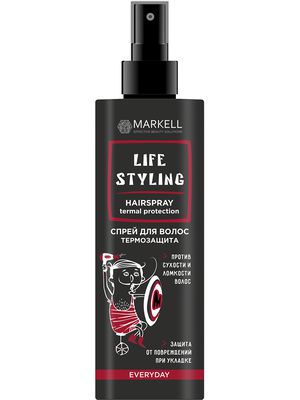 MARKELL
EFFECTIVE BEAUTY SOLUTIONS
LIFE
STYLING
HAIRSPRAY
termal protection
СПРЕЙ ДЛЯ ВОЛОС
ТЕРМОЗАЩИТА
ПРОТИВ
СУХОСТИ И
ЛОМКОСТИ
ВОЛОС
M
ЗАЩИТА
ОТ ПОВРЕЖДЕНИЙ
ПРИ УКЛАДКЕ
EVERYDAY